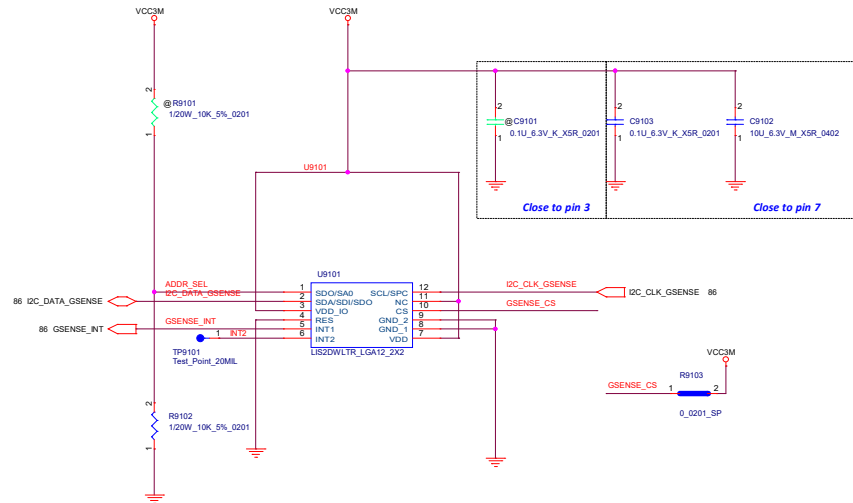 VCC3M
VCC3M
2
@ R9101
1/20W_10K_5%_0201
1
2
@C9101
0.1U_6.3V_K_X5R_0201
1
2
C9103
0.1U_6.3V_K_X5R_0201
1
2
C9102
10U_6.3V_M_X5R_0402
1
U9101
Close to pin 3
Close to pin 7
U9101
ADDR_SEL
1
SDO/SA0
SCL/SPC
12
I2C_CLK_GSENSE
I2C_CLK_GSENSE 86
86 I2C_DATA_GSENSE
I2C_DATA_GSENSE
2
SDA/SDI/SDO
NC
11
3
VDD_IO
CS
10
GSENSE_CS
4
RES
GND_2
9
86 GSENSE_INT
GSENSE_INT
5
INT1
GND_1
8
1
INT2
6
INT2
VDD
7
LIS2DWLTR_LGA12_2X2
TP9101
Test_Point_20MIL
VCC3M
R9103
GSENSE_CS
1
2
0_0201_SP
2
R9102
1/20W_10K_5%_0201
1